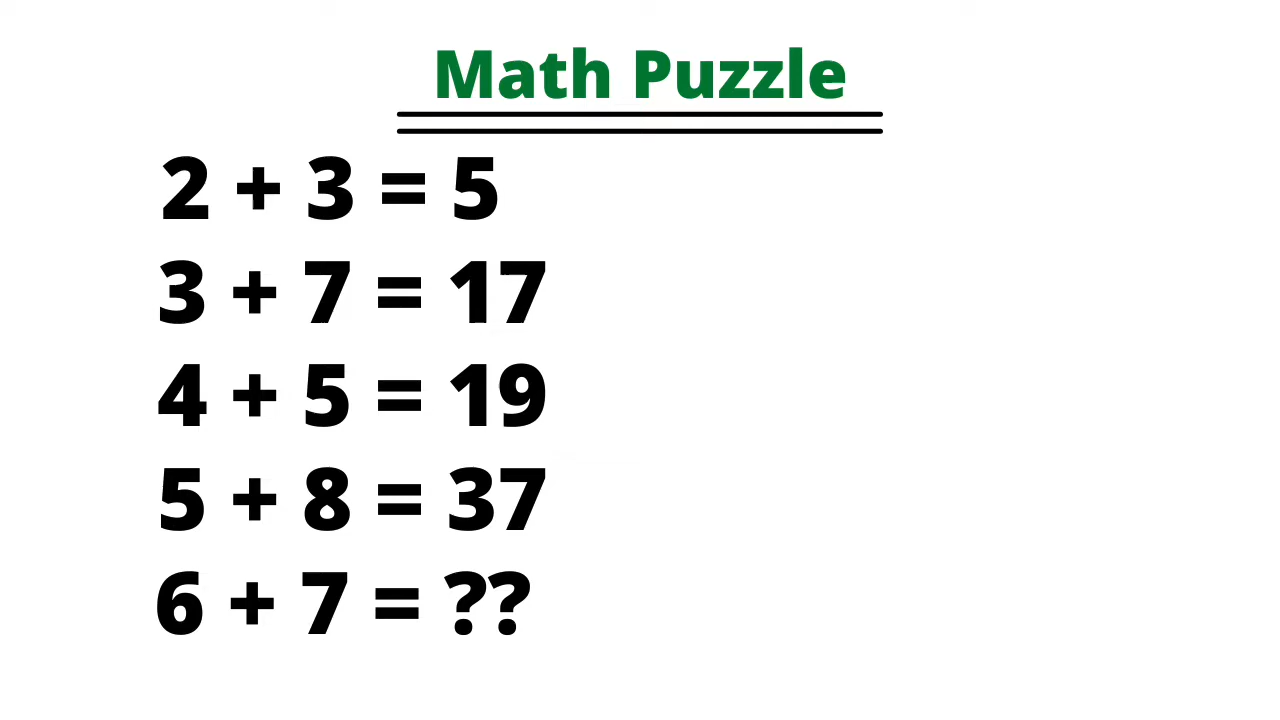 Math Puzzle
2 + 3 = 5
3 + 7 = 17
4 + 5 = 19
5 + 8 = 37
6 + 7 = ??